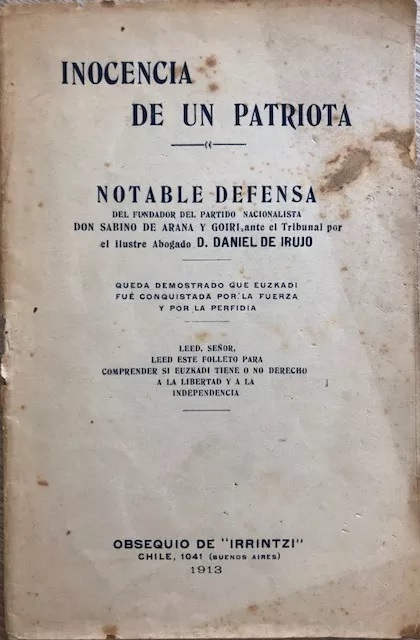 INOCENCIA
DE UN PATRIOTA
NOTABLE DEFENSA
DEL FUNDADOR DEL PARTIDO NACIONALISTA
DON SABINO DE ARANA Y GOIRI, ante el Tribunal por
el Ilustre Abogado D. DANIEL DE IRUJO
QUEDA DEMOSTRADO QUE EUZKADI
FUÉ CONQUISTADA POR LA FUERZA
Y POR LA PERFIDIA
LEED, SEÑOR,
LEED ESTE FOLLETO PARA
COMPRENDER SI EUZKADI TIENE O NO DERECHO
A LA LIBERTAD Y A LA
INDEPENDENCIA
OBSEQUIO DE "IRRINTZI"
CHILE, 1041 (BUENOS AIRES)
1913